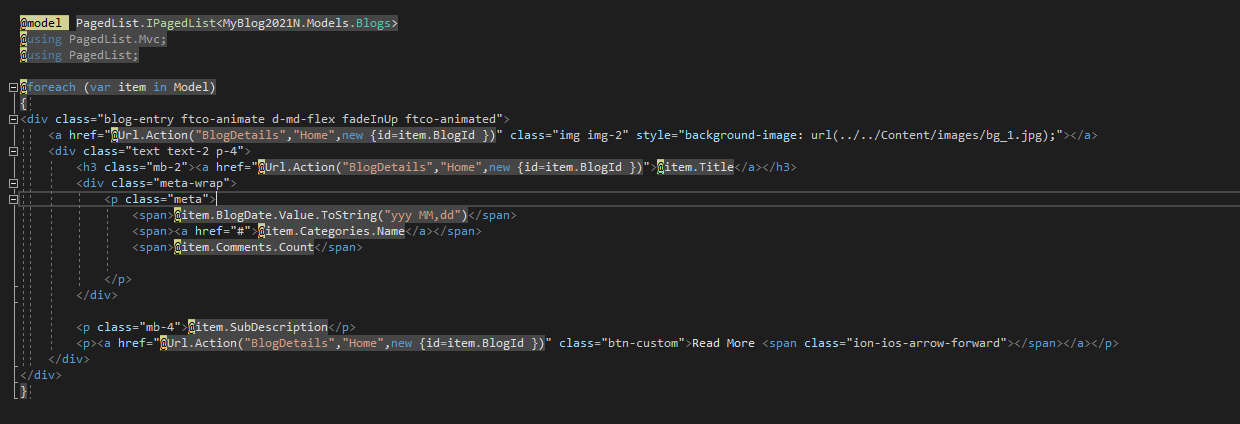 @model  PagedList.IPagedList<MyBlog2021N.Models.Blogs>
@using PagedList.Mvc;
@using PagedList;
@foreach (var item in Model)
{
<div class="blog-entry ftco-animate d-md-flex fadeInUp ftco-animated">
<a href="@Url.Action("BlogDetails","Home",new {id=item.BlogId })" class="img img-2" style="background-image: url(../../Content/images/bg_1.jpg);"></a>
<div class="text text-2 p-4">
<h3 class="mb-2"><a href="@Url.Action("BlogDetails","Home",new {id=item.BlogId })">@item.Title</a></h3>
<div class="meta-wrap">
<p class="meta">
<span>@item.BlogDate.Value.ToString("yyy MM,dd")</span>
<span><a href="#">@item.Categories.Name</a></span>
<span>@item.Comments.Count</span>
</p>
</div>
<p class="mb-4">@item.SubDescription</p>
<p><a href="@Url.Action("BlogDetails","Home",new {id=item.BlogId })" class="btn-custom">Read More <span class="ion-ios-arrow-forward"></span></a></p>
</div>
</div>
}